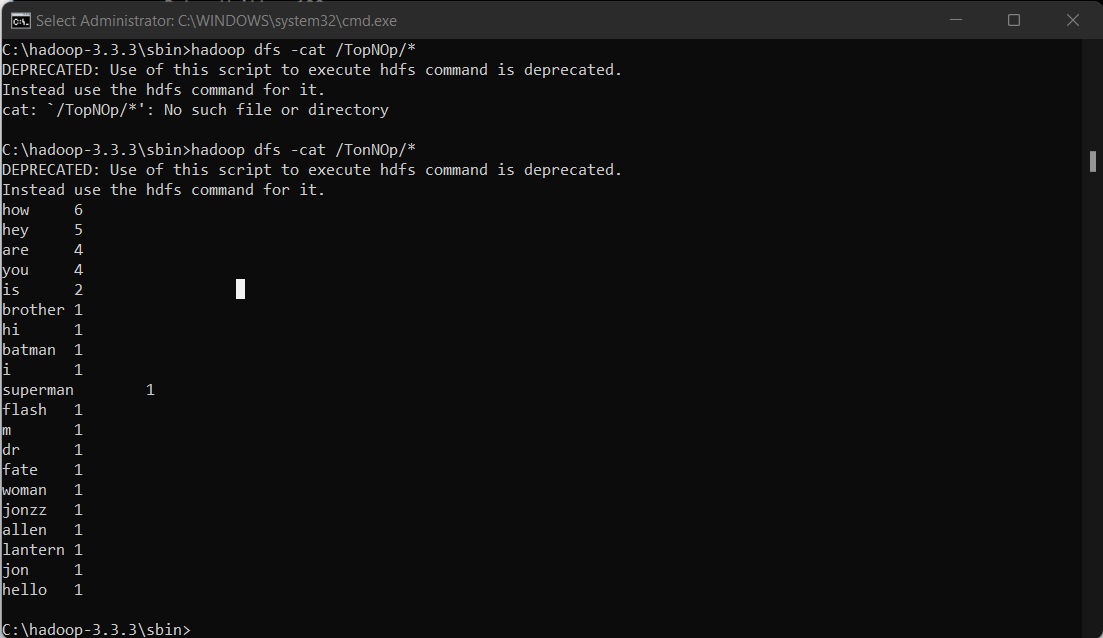 Select Administrator: C:\WINDOWS\system32\cmd.exe
C:\hadoop-3.3.3\sbin>hadoop dfs -cat /TopNOp/*
DEPRECATED: Use of this script to execute hdfs command is deprecated.
Instead use the hdfs command for it.
cat: `/TopNOp/*': No such file or directory
C:\hadoop-3.3.3\sbin>hadoop dfs -cat /TonNOp/*
DEPRECATED: Use of this script to execute hdfs command is deprecated.
Instead use the hdfs command for it.
how 6
hey 5
are 4
you 4
is 2
brother 1
hi 1
batman 1
i 1
superman 1
flash 1
m 1
dr 1
fate 1
woman 1
jonzz 1
allen 1
lantern 1
jon 1
hello 1
C:\hadoop-3.3.3\sbin>